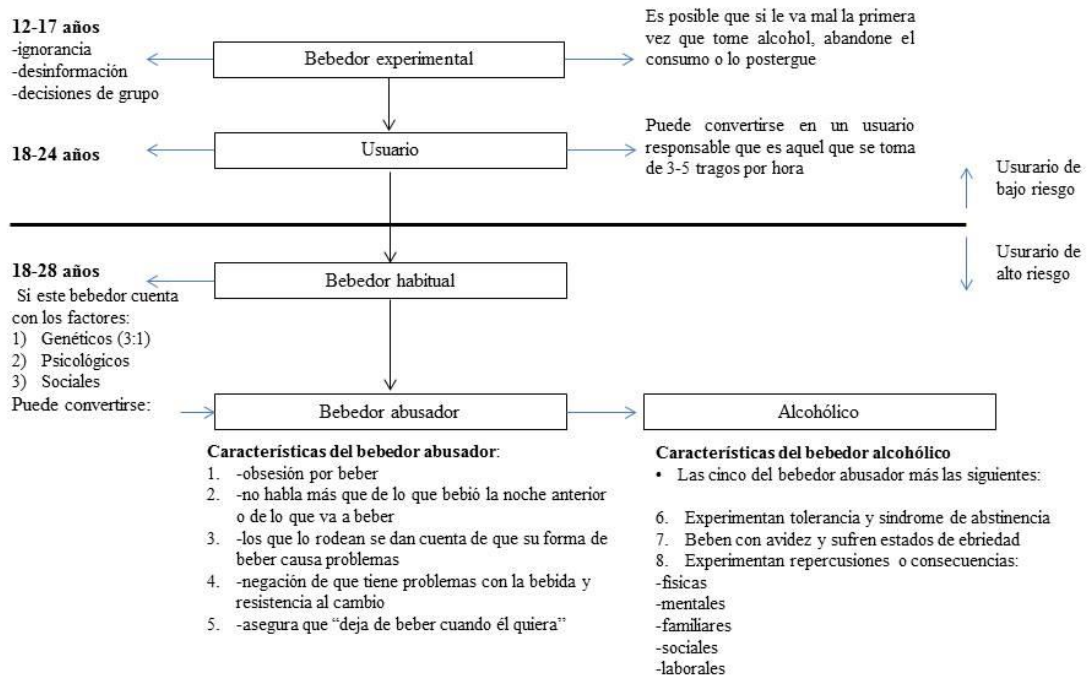 12-17 años
-ignorancia
-desinformación
-decisiones de grupo
Bebedor experimental
Es posible que si le va mal la primera
vez que tome alcohol, abandone el
consumo o lo postergue
18-24 años
Usuario
Puede convertirse en un usuario
responsable que es aquel que se toma
de 3-5 tragos por hora
Usurario de
bajo riesgo
Usurario de
alto riesgo
18-28 años
Si este bebedor cuenta
con los factores:
1) Genéticos (3:1)
2) Psicológicos
3) Sociales
Puede convertirse:
Bebedor habitual
Bebedor abusador
Alcohólico
Características del bebedor abusador:
1. -obsesión por beber
2. -no habla más que de lo que bebió la noche anterior
o de lo que va a beber
3. -los que lo rodean se dan cuenta de que su forma de
beber causa problemas
4. -negación de que tiene problemas con la bebida y
resistencia al cambio
5. -asegura que “deja de beber cuando él quiera”
Características del bebedor alcohólico
• Las cinco del bebedor abusador más las siguientes:
6. Experimentan tolerancia y síndrome de abstinencia
7. Beben con avidez y sufren estados de ebriedad
8. Experimentan repercusiones o consecuencias:
-físicas
-mentales
-familiares
-sociales
-laborales